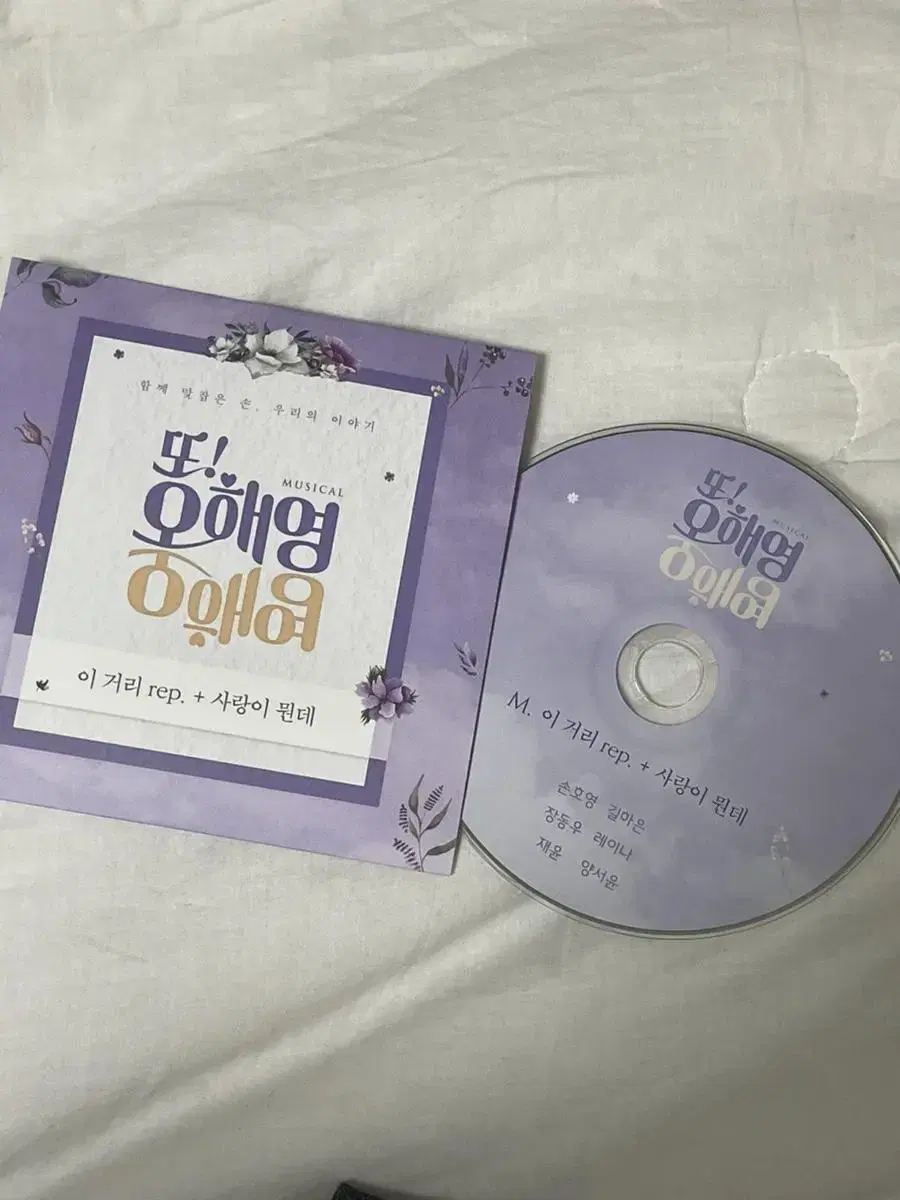 함께 맞잡은 손, 우리의 이야기
또!
MUSICAL
오해영
오해영
이 거리 rep. + 사랑이 뭔데
또!
MUSICAL
오해영
오해영
M. 이 거리 rep. + 사랑이 뭔데
손호영 길하은
장동우 레이나
재윤 양서윤